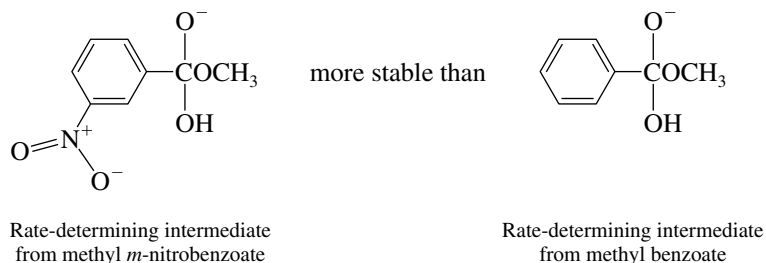 O⁻
O⁻
COCH₃
more stable than
COCH₃
OH
OH
N⁺
O
O⁻
Rate-determining intermediate
Rate-determining intermediate
from methyl m-nitrobenzoate
from methyl benzoate